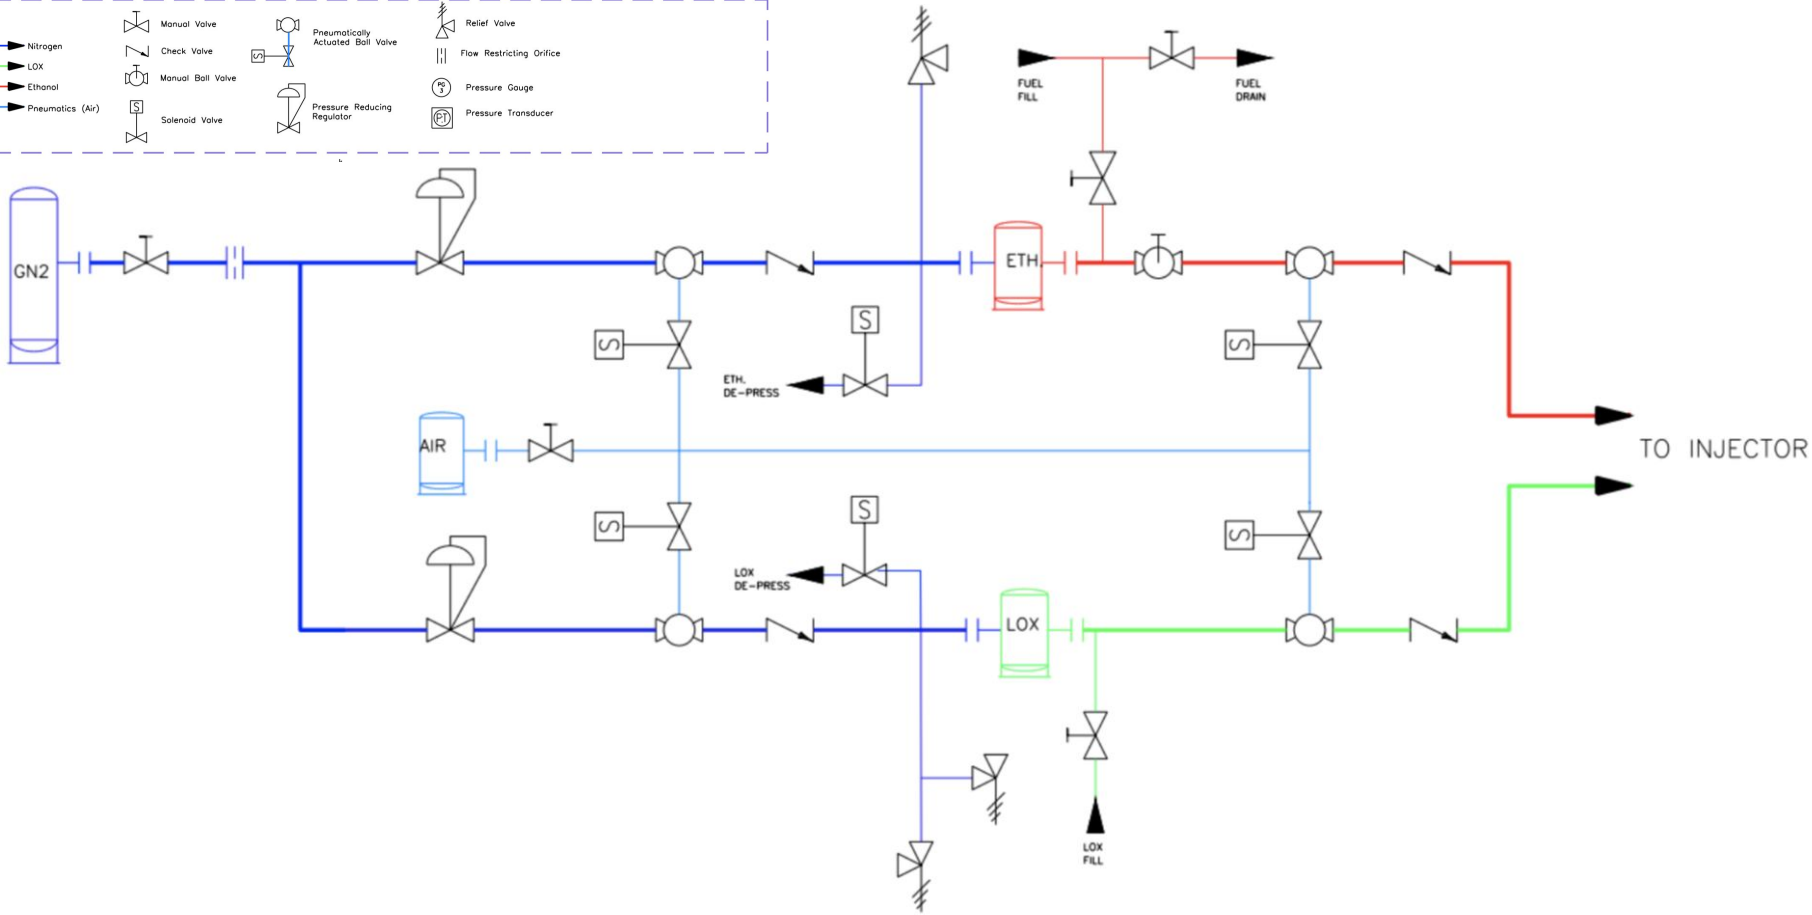 Nitrogen
LOX
Ethanol
Pneumatics (Air)
Manual Valve
Check Valve
Manual Ball Valve
S
Solenoid Valve
S
Pneumatically
Actuated Ball Valve
Pressure Reducing
Regulator
Relief Valve
Flow Restricting Orifice
PG
3
Pressure Gauge
PT
Pressure Transducer
FUEL
FILL
FUEL
DRAIN
GN2
ETH.
S
S
S
ETH.
DE-PRESS
AIR
TO INJECTOR
S
S
S
LOX
DE-PRESS
LOX
LOX
FILL